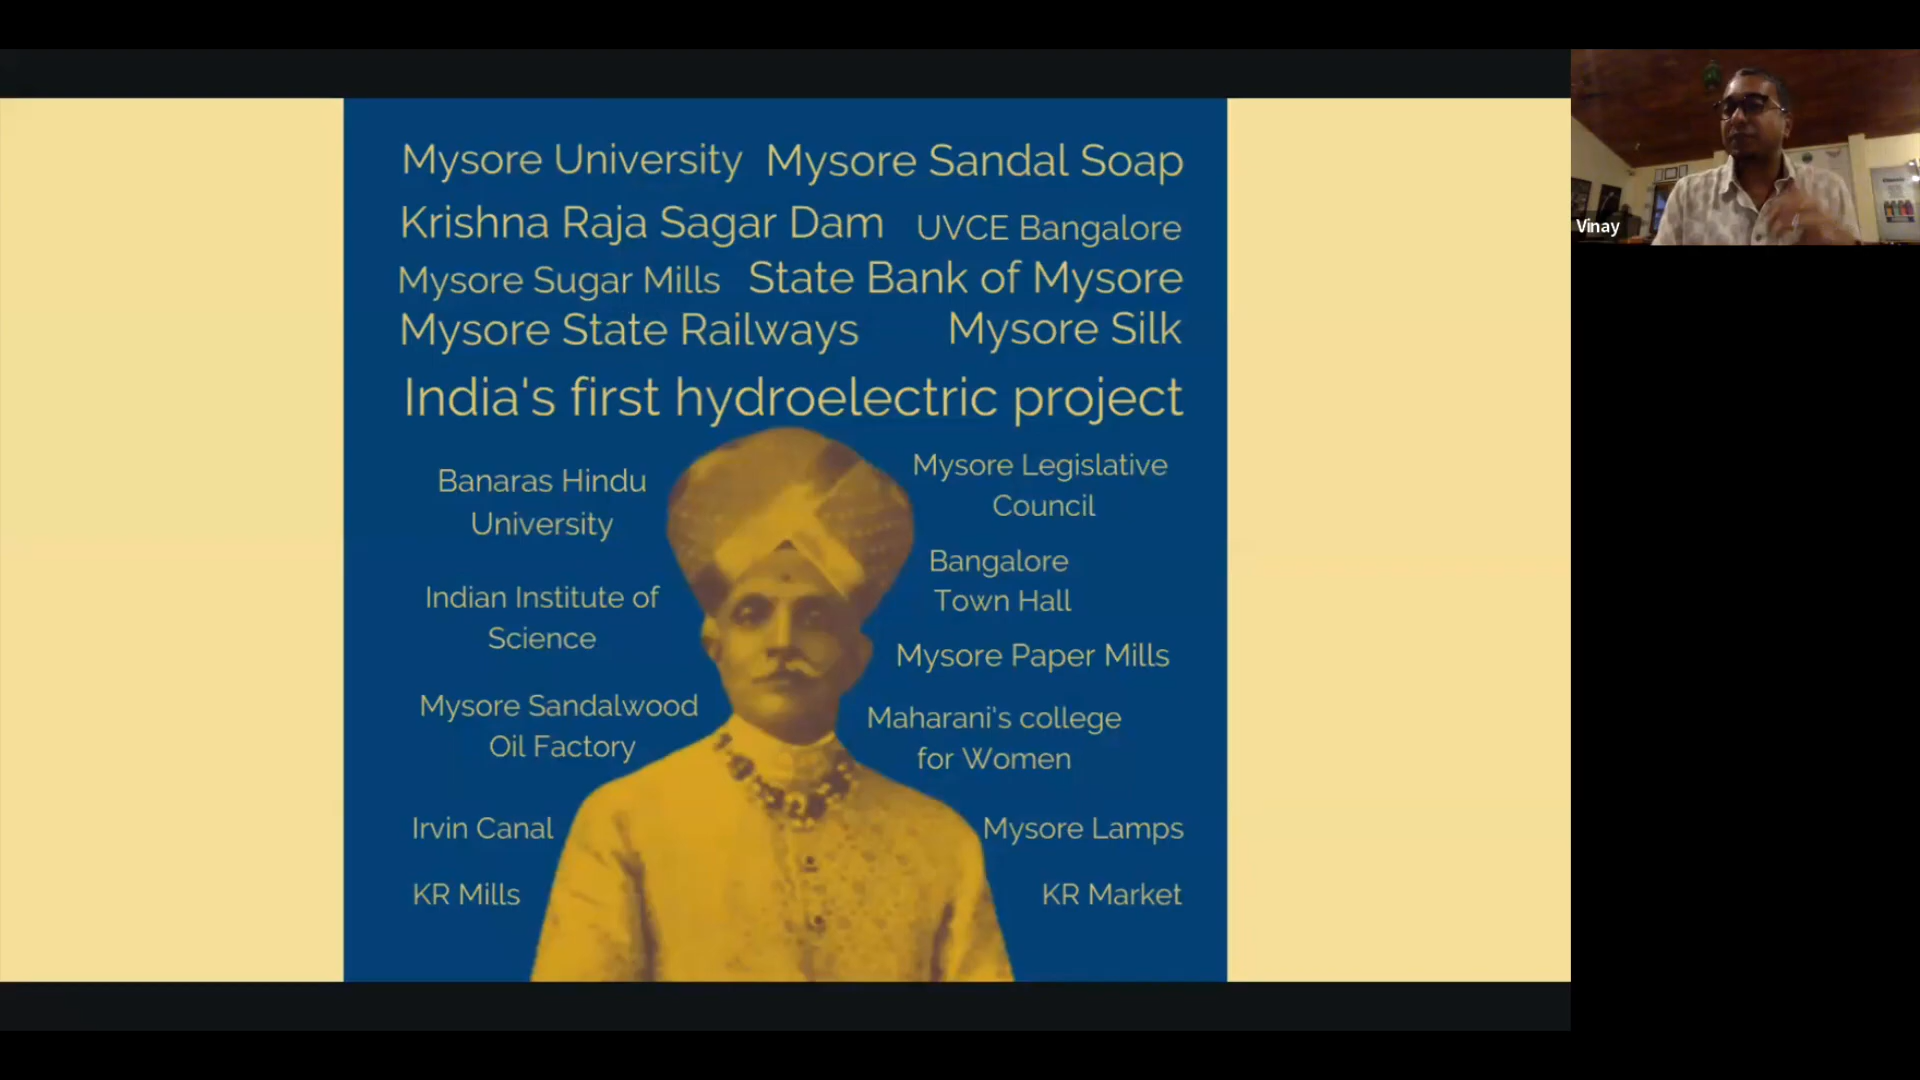 Mysore University Mysore Sandal Soap
Krishna Raja Sagar Dam UVCE Bangalore
Mysore Sugar Mills State Bank of Mysore
Mysore State Railways Mysore Silk
India's first hydroelectric project
Banaras Hindu
University
Mysore Legislative
Council
Bangalore
Town Hall
Indian Institute of
Science
Mysore Paper Mills
Mysore Sandalwood
Oil Factory
Maharani's college
for Women
Irvin Canal
Mysore Lamps
KR Mills
KR Market
Vinay